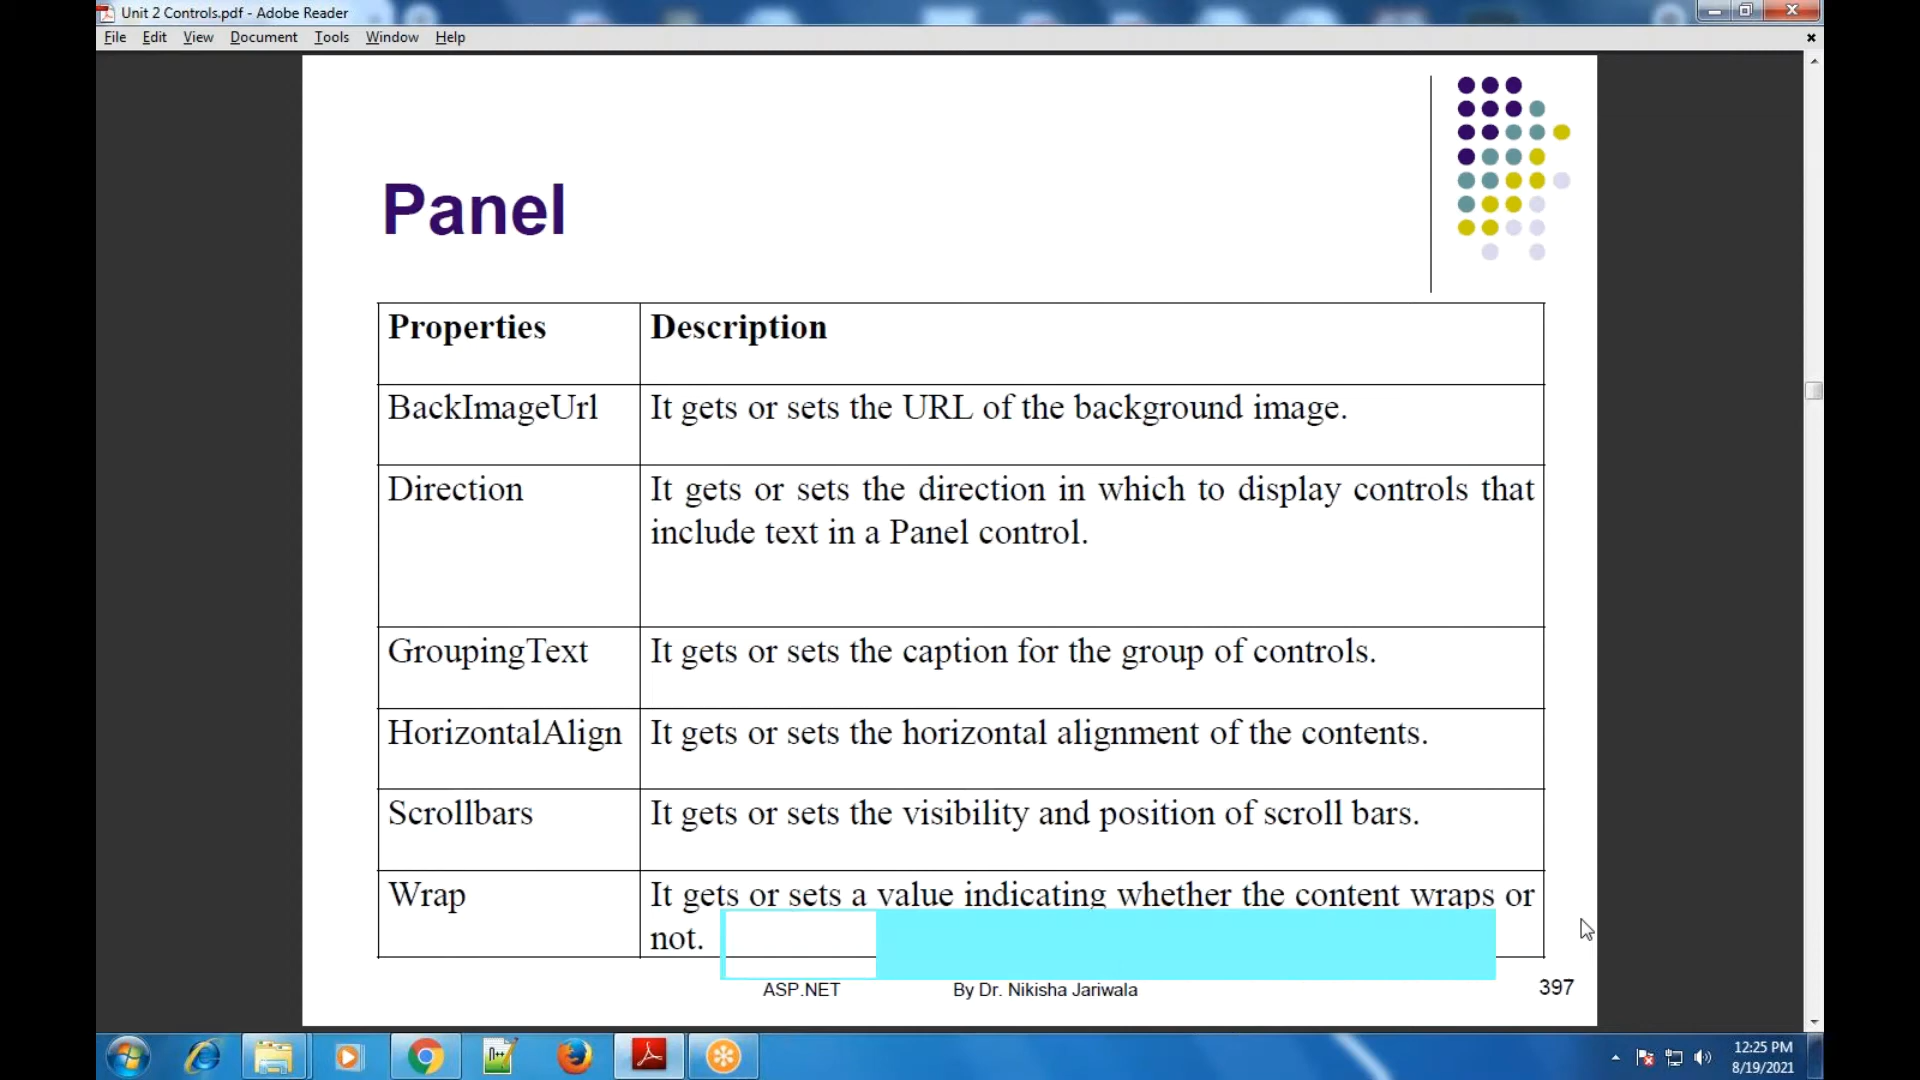 Unit 2 Controls.pdf - Adobe Reader
File Edit View Document Tools Window Help
Panel
Properties Description
BackImageUrl It gets or sets the URL of the background image.
Direction It gets or sets the direction in which to display controls that
include text in a Panel control.
GroupingText It gets or sets the caption for the group of controls.
HorizontalAlign It gets or sets the horizontal alignment of the contents.
Scrollbars It gets or sets the visibility and position of scroll bars.
Wrap It gets or sets a value indicating whether the content wraps or
not.
ASP.NET By Dr. Nikisha Jariwala 397
12:25 PM
8/19/2021